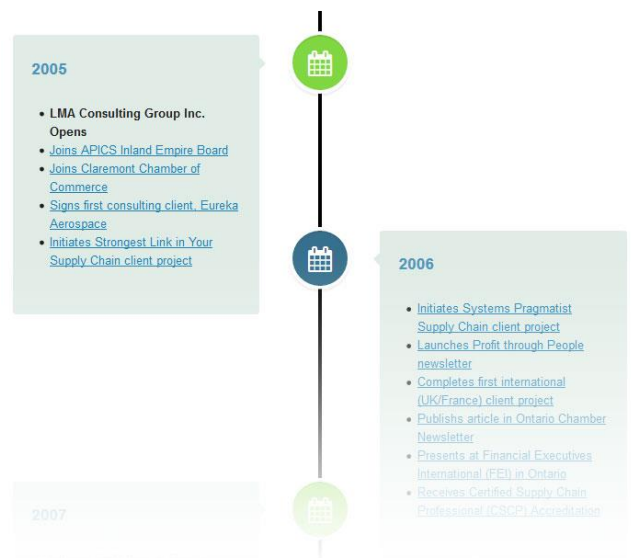 2005
LMA Consulting Group Inc.
Opens
Joins APICS Inland Empire Board
Joins Claremont Chamber of
Commerce
Signs first consulting client, Eureka
Aerospace
Initiates Strongest Link in Your
Supply Chain client project
2006
Initiates Systems Pragmatist
Supply Chain client project
Launches Profit through People
newsletter
Completes first international
(UK/France) client project
Publishs article in Ontario Chamber
Newsletter
Presents at Financial Executives
International (FEI) in Ontario
Receives Certified Supply Chain
Professional (CSCP) Accreditation
2007